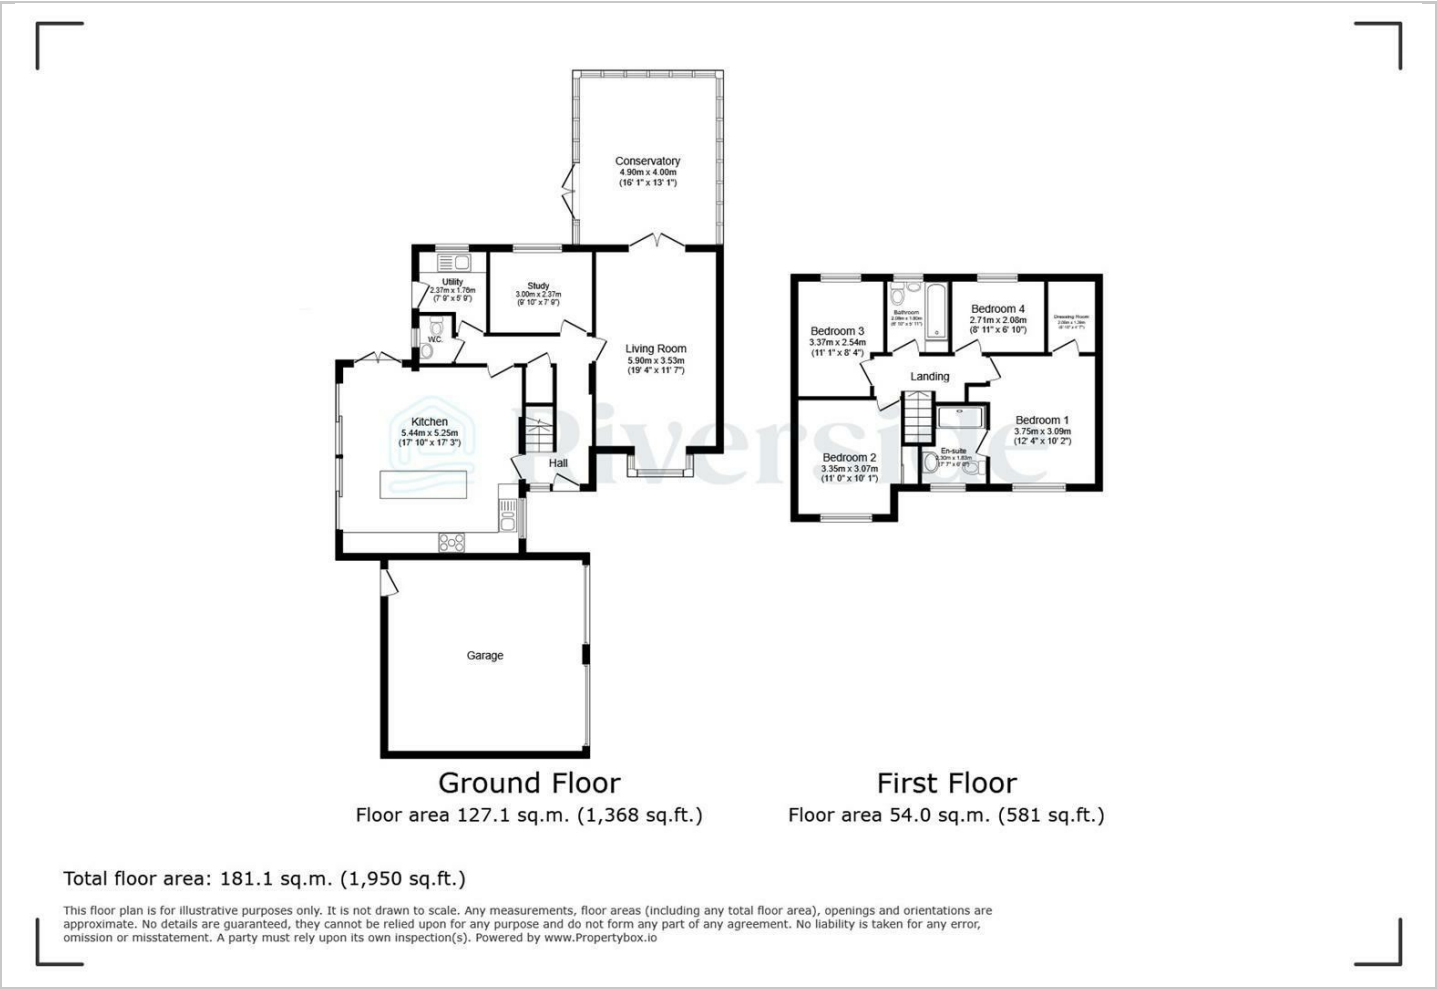 Conservatory
4.90m x 4.00m
(16' 1" x 13' 1")
Utility
2.37m x 1.76m
(7' 9" x 5' 9")
Study
3.00m x 2.37m
(9' 10" x 7' 9")
W.C.
Living Room
5.90m x 3.53m
(19' 4" x 11' 7")
Kitchen
5.44m x 5.25m
(17' 10" x 17' 3")
Hall
Garage
Riverside
Bedroom 3
3.37m x 2.54m
(11' 1" x 8' 4")
Bathroom
Bedroom 4
2.71m x 2.08m
(8' 11" x 6' 10")
Dressing Room
Landing
Bedroom 1
3.75m x 3.09m
(12' 4" x 10' 2")
Bedroom 2
3.35m x 3.07m
(11' 0" x 10' 1")
En-suite
Ground Floor
Floor area 127.1 sq.m. (1,368 sq.ft.)
First Floor
Floor area 54.0 sq.m. (581 sq.ft.)
Total floor area: 181.1 sq.m. (1,950 sq.ft.)
This floor plan is for illustrative purposes only. It is not drawn to scale. Any measurements, floor areas (including any total floor area), openings and orientations are
approximate. No details are guaranteed, they cannot be relied upon for any purpose and do not form any part of any agreement. No liability is taken for any error,
omission or misstatement. A party must rely upon its own inspection(s). Powered by www.Propertybox.io